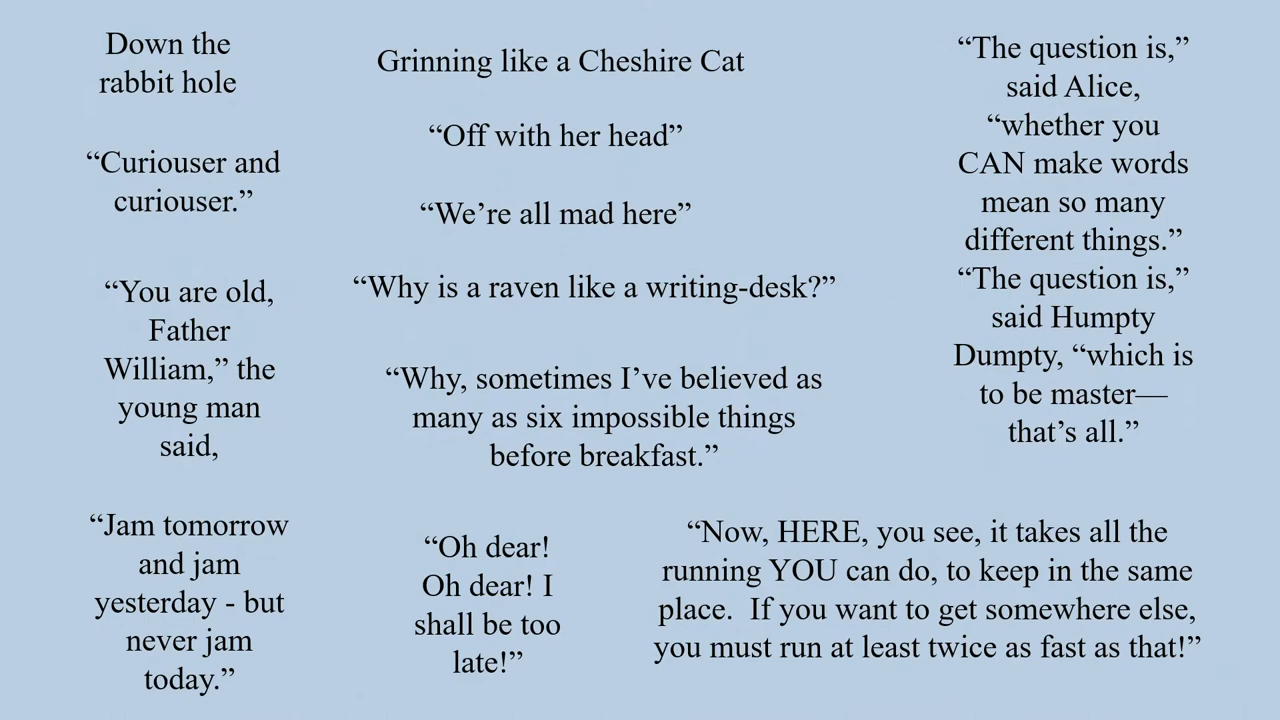 Down the
rabbit hole
“Curiouser and
curiouser.”
“You are old,
Father
William,” the
young man
said,
“Jam tomorrow
and jam
yesterday - but
never jam
today.”
Grinning like a Cheshire Cat
“Off with her head”
“We’re all mad here”
“Why is a raven like a writing-desk?”
“Why, sometimes I’ve believed as
many as six impossible things
before breakfast.”
“Oh dear!
Oh dear! I
shall be too
late!”
“The question is,”
said Alice,
“whether you
CAN make words
mean so many
different things.”
“The question is,”
said Humpty
Dumpty, “which is
to be master—
that’s all.”
“Now, HERE, you see, it takes all the
running YOU can do, to keep in the same
place.  If you want to get somewhere else,
you must run at least twice as fast as that!”